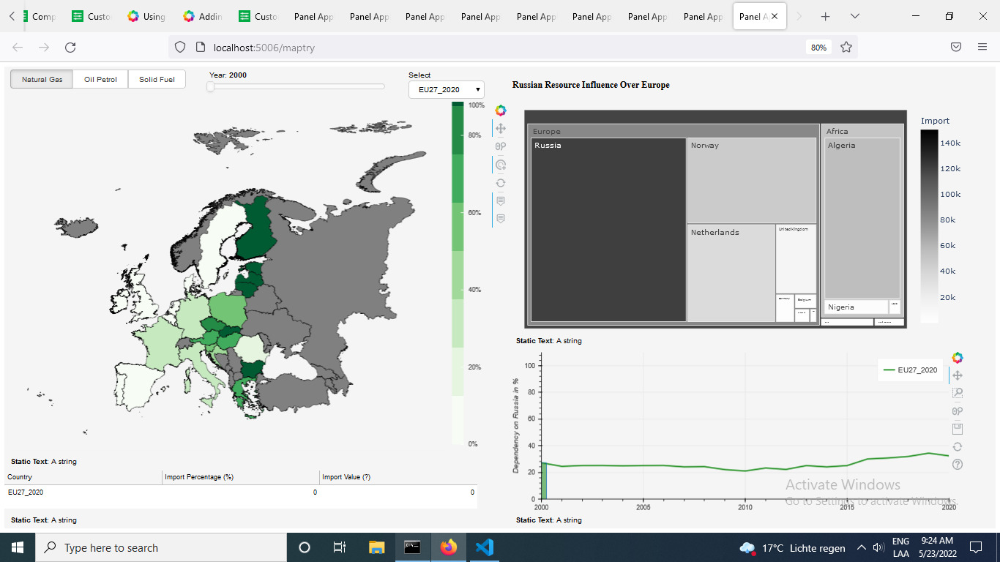 Comp
Custo
Using
Addin
Custo
Panel App
Panel App
Panel App
Panel App
Panel App
Panel App
Panel App
Panel App
Panel A
localhost:5006/maptry
80%
Natural Gas
Oil Petrol
Solid Fuel
Year: 2000
Select
EU27_2020
100%
80%
60%
40%
20%
0%
Static Text: A string
Country
Import Percentage (%)
Import Value (?)
EU27_2020
0
0
Static Text: A string
Russian Resource Influence Over Europe
Europe
Russia
Norway
Netherlands
United Kingdom
Germany
Belgium
Africa
Algeria
Nigeria
Import
140k
120k
100k
80k
60k
40k
20k
Static Text: A string
Dependency on Russia in %
100
80
60
40
20
0
EU27_2020
2000
2005
2010
2015
2020
Activate Windows
Go to Settings to activate Windows.
Static Text: A string
Type here to search
17°C Lichte regen
ENG
LAA
9:24 AM
5/23/2022